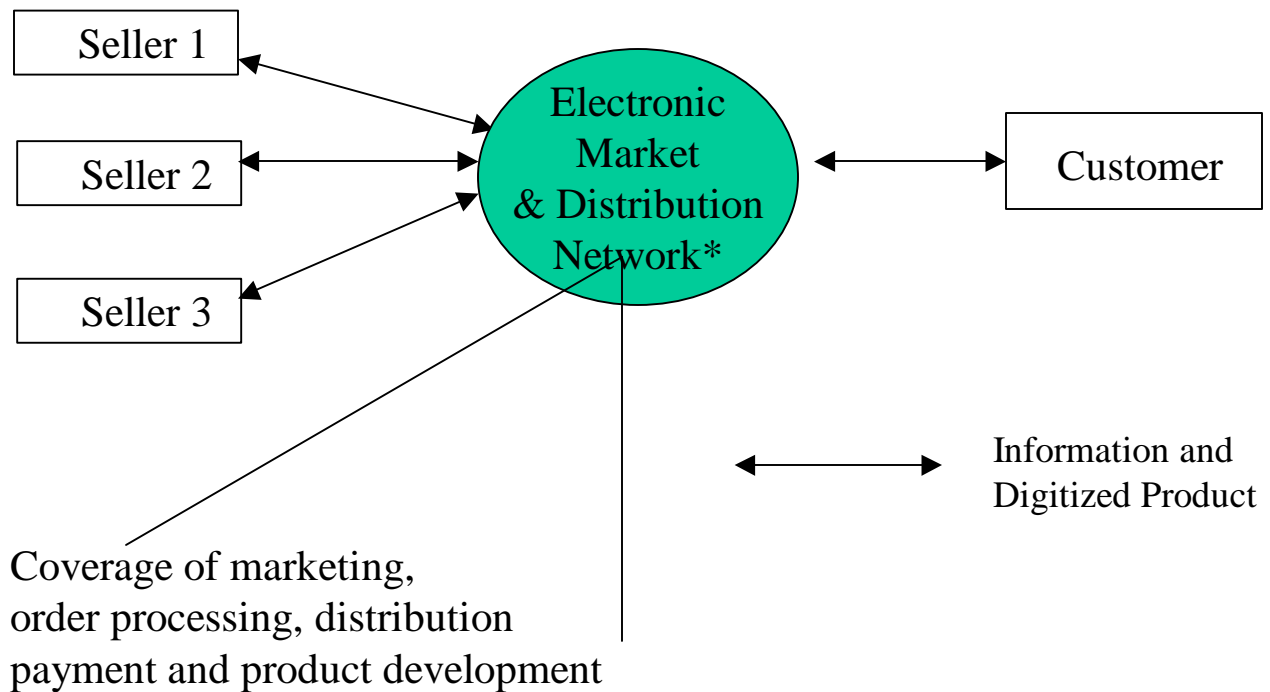 Seller 1
Seller 2
Seller 3
Electronic
Market
& Distribution
Network*
Customer
Information and
Digitized Product
Coverage of marketing,
order processing, distribution
payment and product development